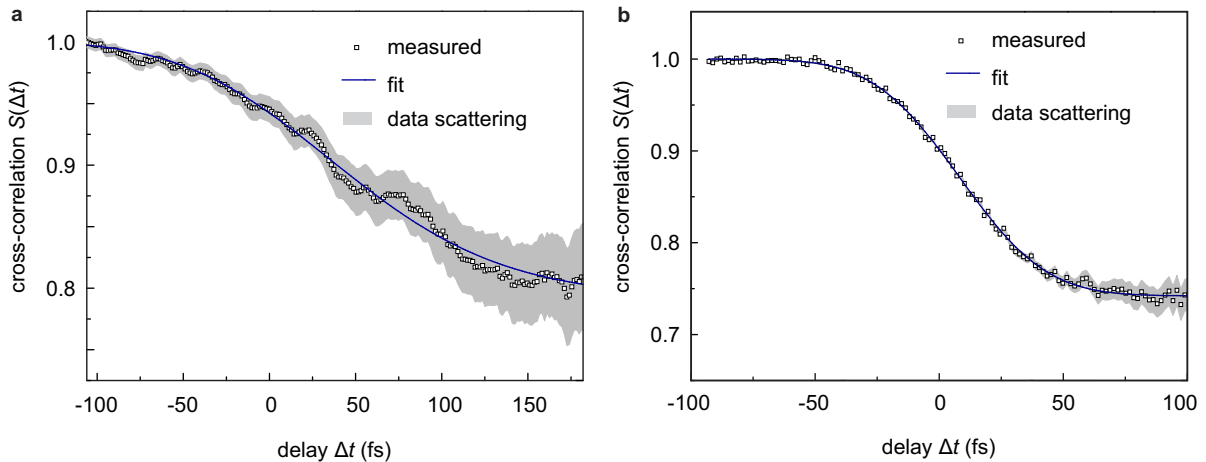 a
cross-correlation S(Δt)
1.0
0.9
0.8
measured
fit
data scattering
-100 -50 0 50 100 150
delay Δt (fs)
b
cross-correlation S(Δt)
1.0
0.9
0.8
0.7
measured
fit
data scattering
-100 -50 0 50 100
delay Δt (fs)